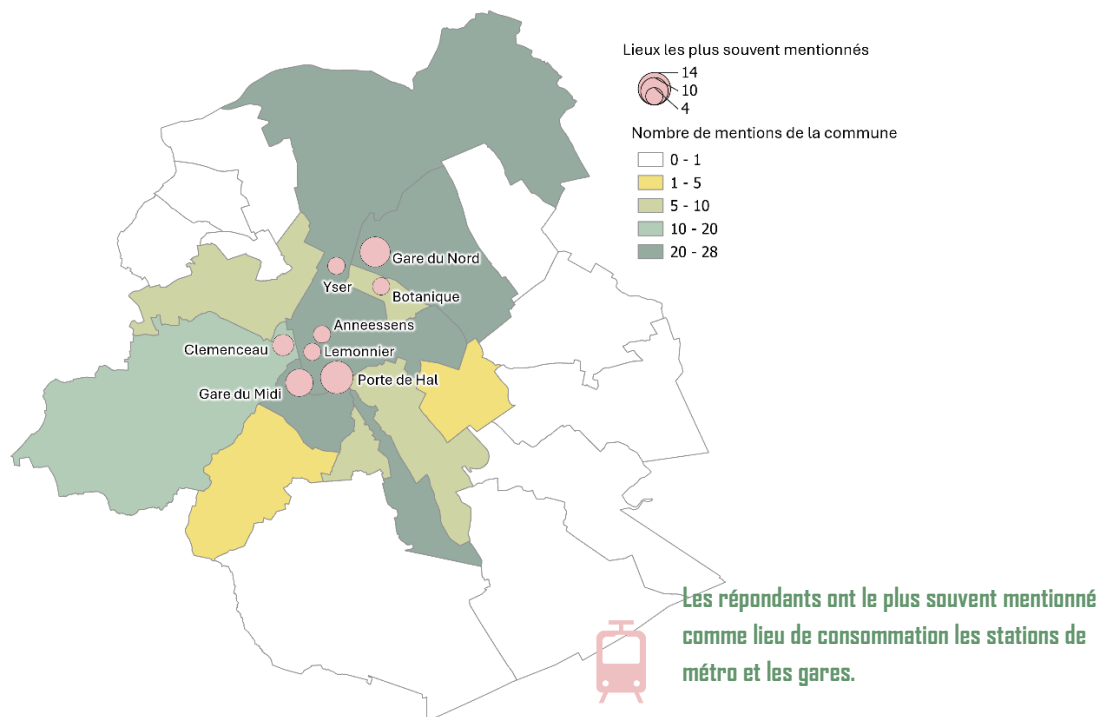 Lieux les plus souvent mentionnés
14
10
4
Nombre de mentions de la commune
0 - 1
1 - 5
5 - 10
10 - 20
20 - 28
Gare du Nord
Yser
Botanique
Anneessens
Clemenceau
Lemonnier
Gare du Midi
Porte de Hal
Les répondants ont le plus souvent mentionné
comme lieu de consommation les stations de
métro et les gares.